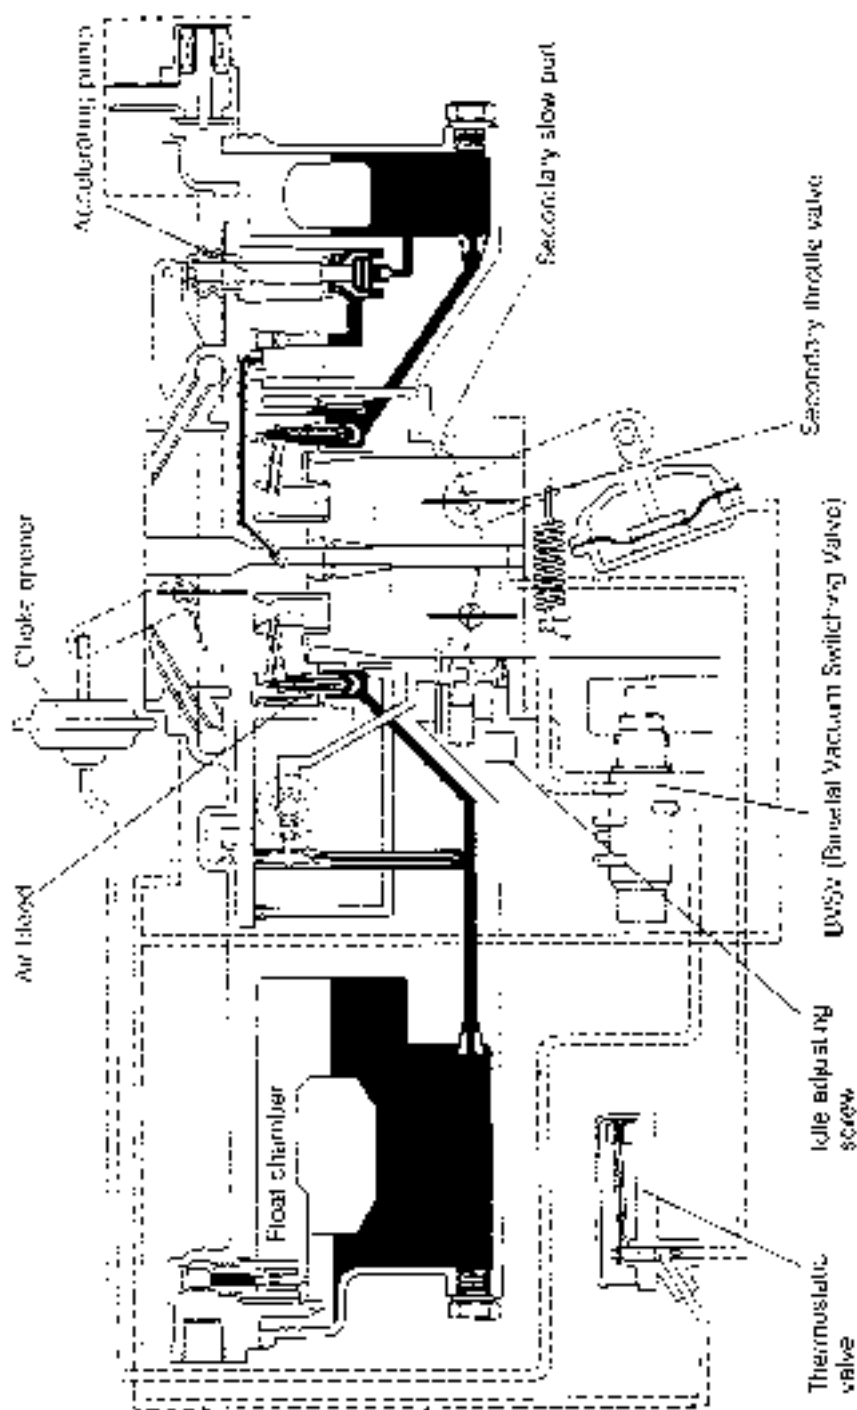 Choke opener
Acceleration pump
Air bleed
Secondary slow port
Float chamber
Secondary throttle valve
BVSV (Bimetal Vacuum Switching Valve)
Idle adjusting
screw
Thermostatic
valve